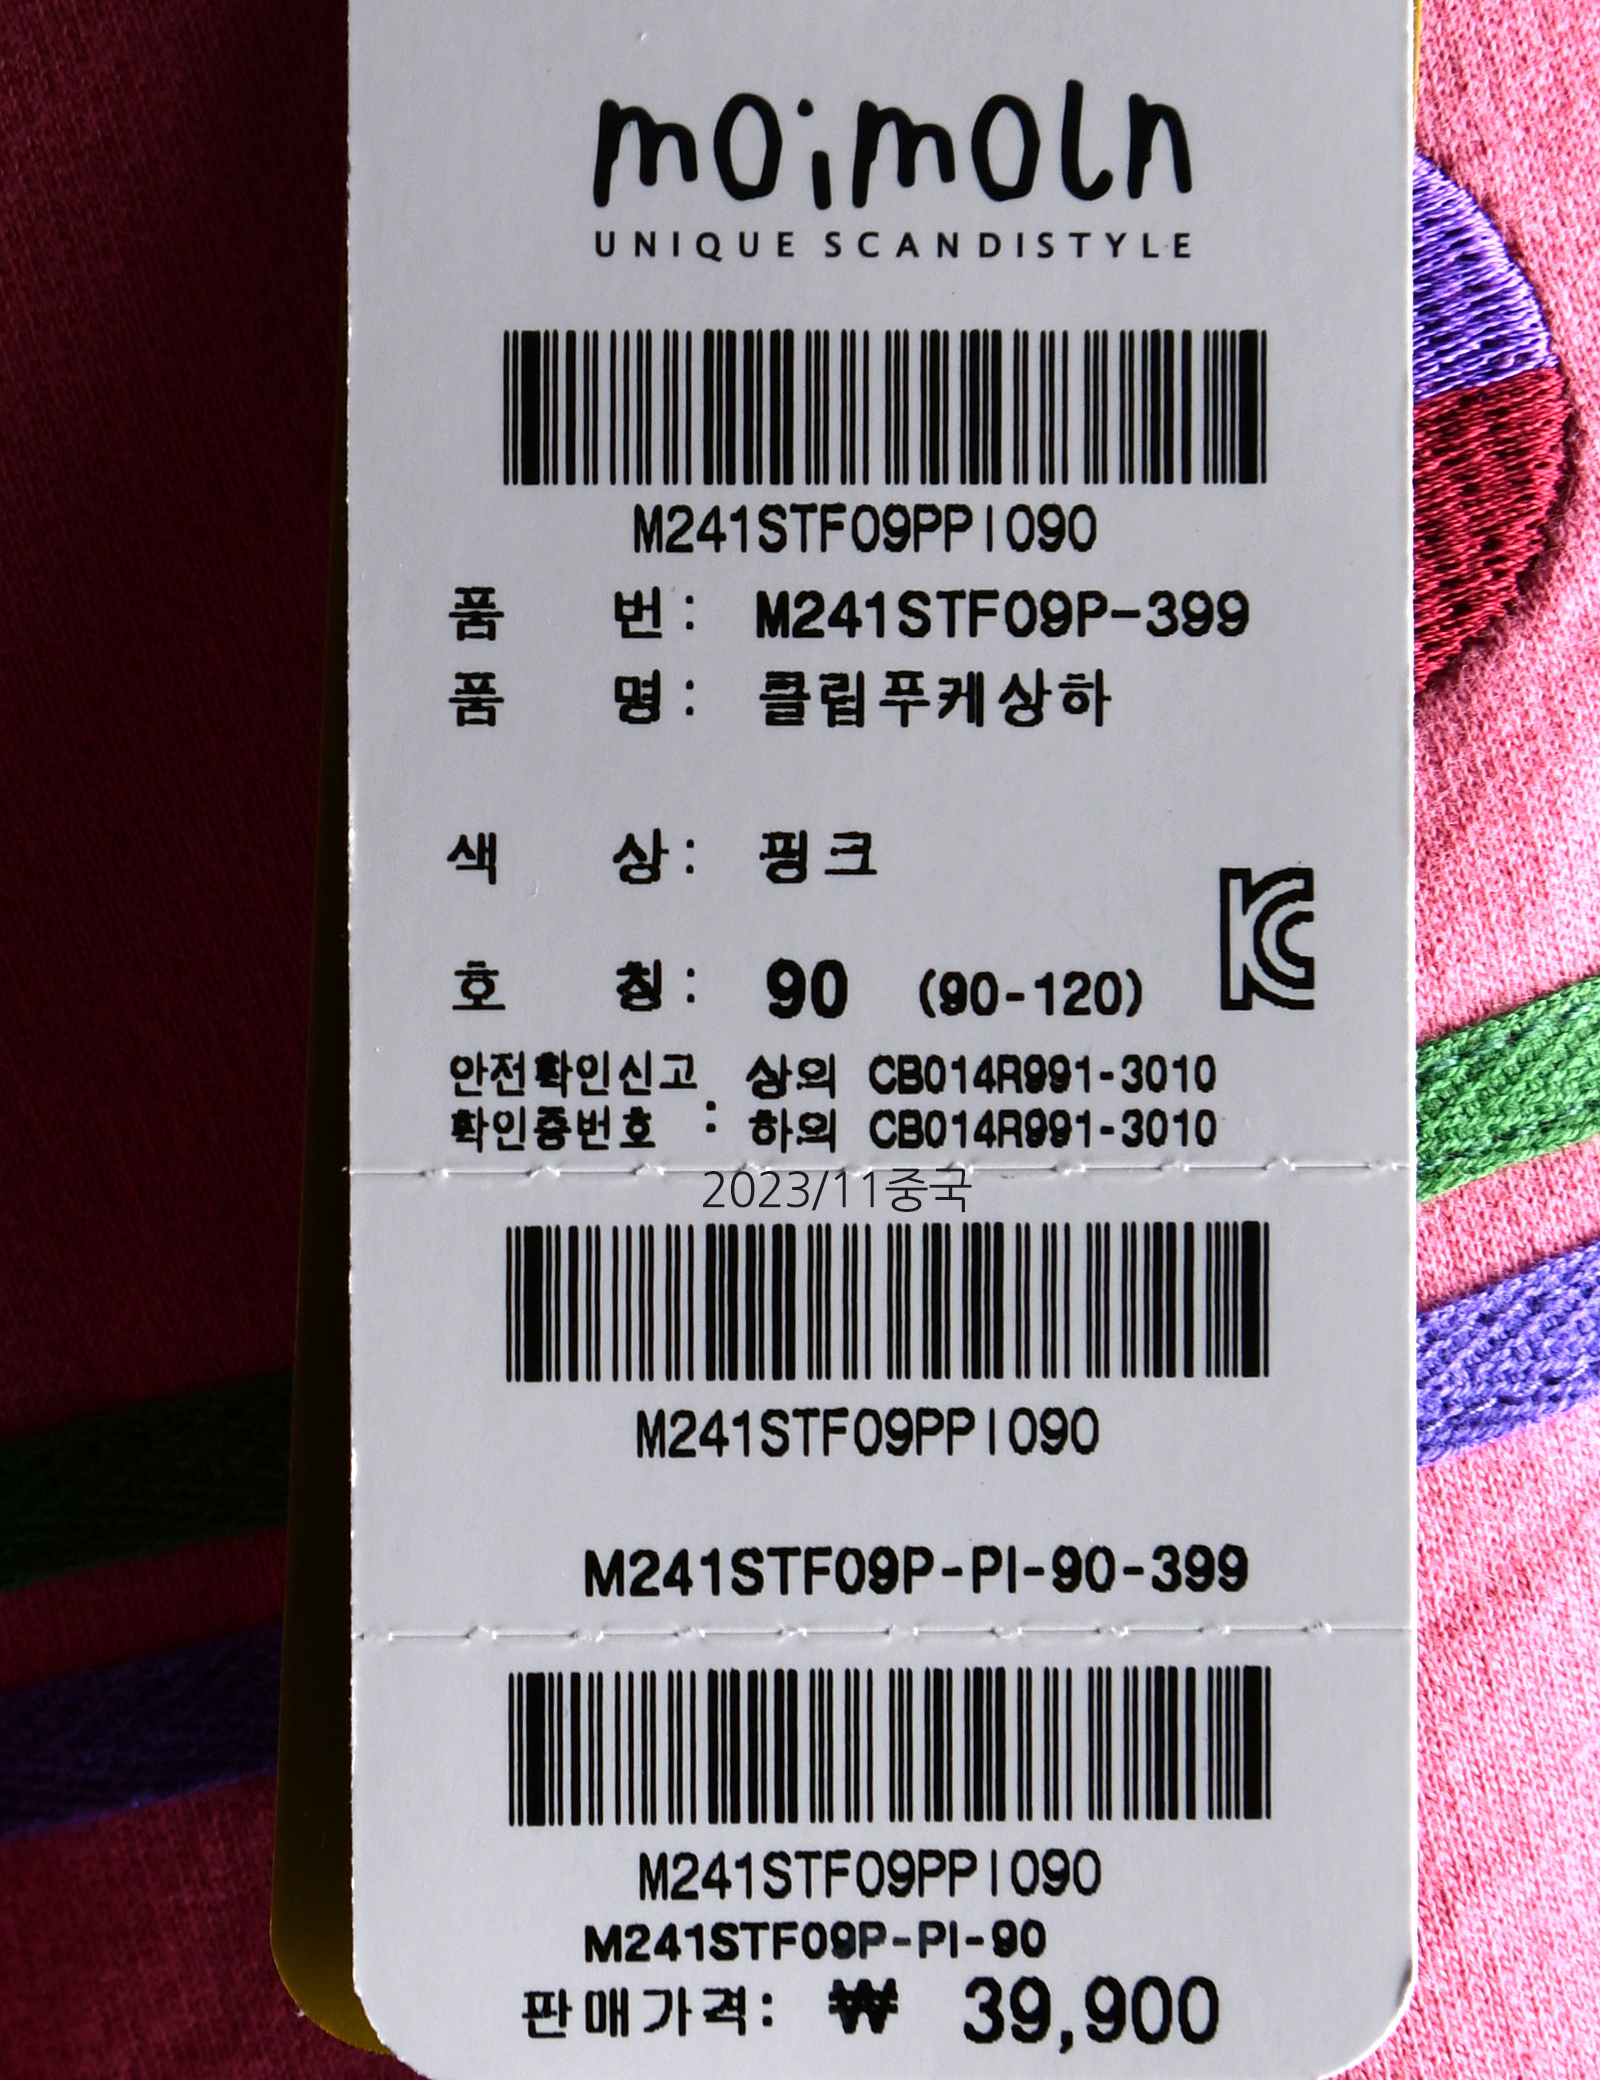 moimoln
UNIQUE SCANDISTYLE
M241STF09PPI090
품 번: M241STF09P-399
품 명: 클립푸케상하
색 상: 핑크
호 칭: 90 (90-120)
안전확인신고 상의 CB014R991-3010
확인증번호 : 하의 CB014R991-3010
2023/11중국
M241STF09PPI090
M241STF09P-PI-90-399
M241STF09PPI090
M241STF09P-PI-90
판매가격: ₩ 39,900